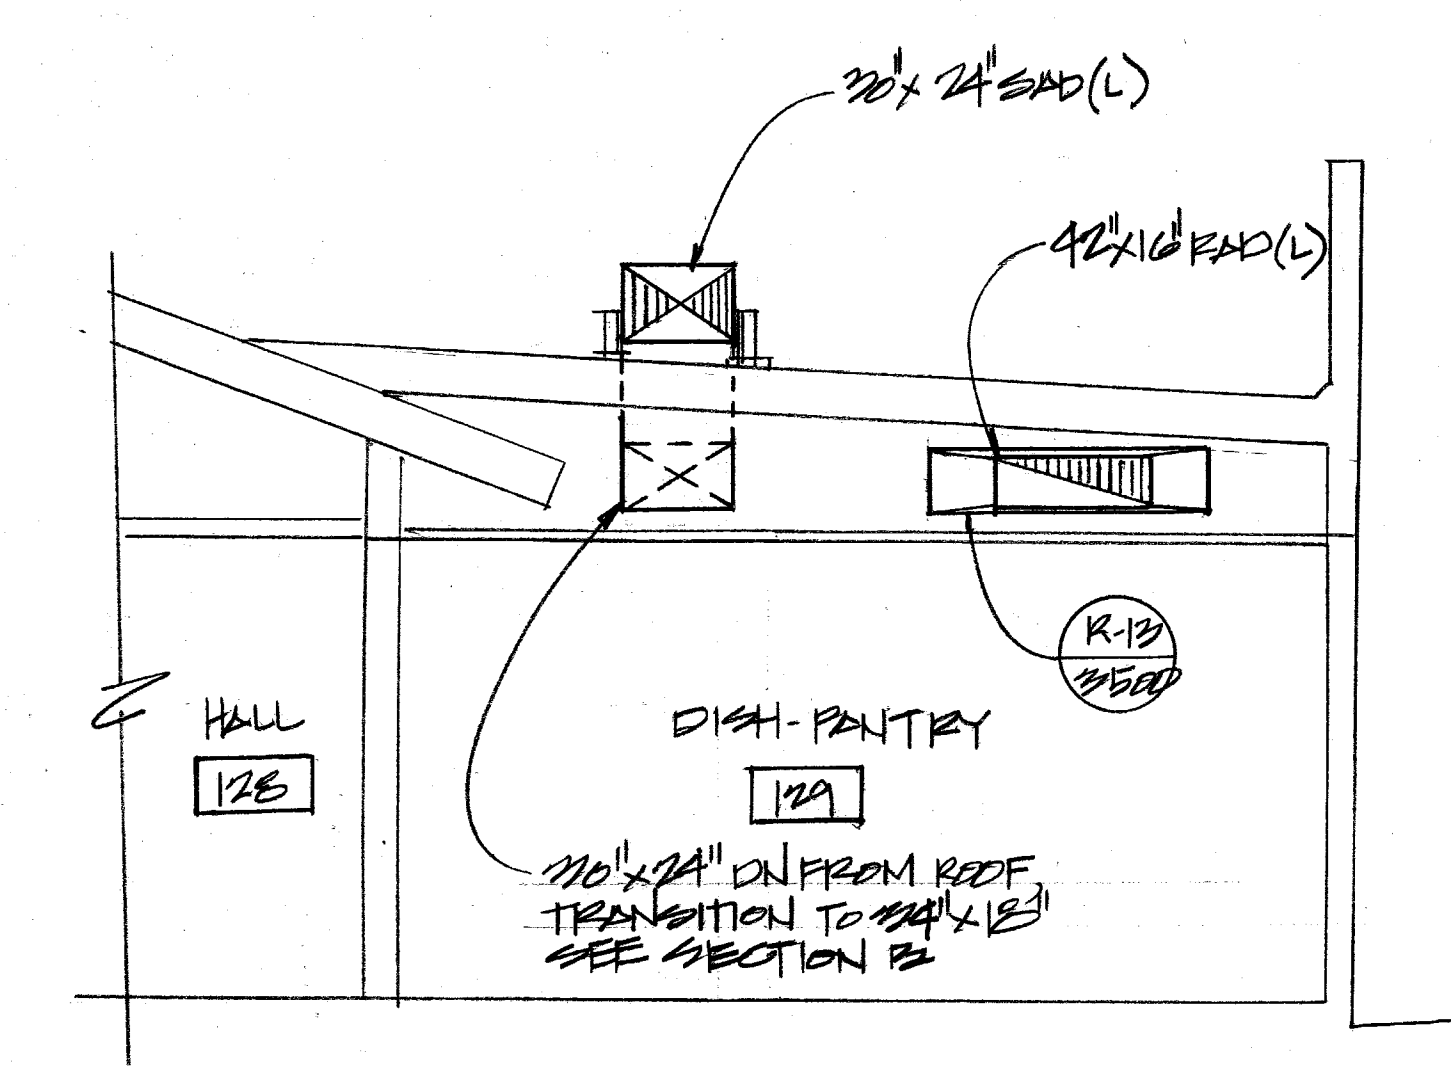 30"x 24" SAD(L)
42"x16" RAD(L)
R-13
3500
HALL
128
DISH-PANTRY
129
30"x24" DN FROM ROOF,
TRANSITION TO 34"x18"
SEE SECTION B